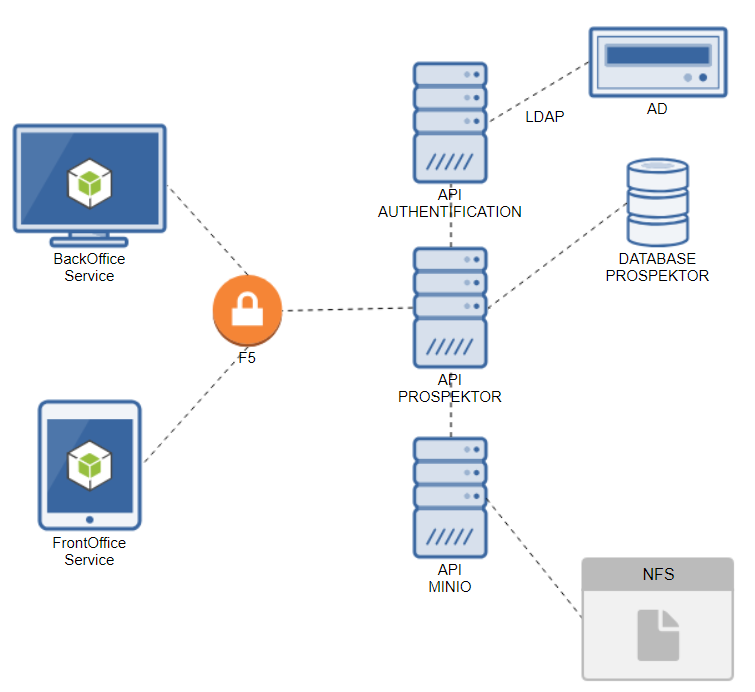 AD
LDAP
API
AUTHENTIFICATION
BackOffice
Service
DATABASE
PROSPEKTOR
F5
API
PROSPEKTOR
FrontOffice
Service
API
MINIO
NFS